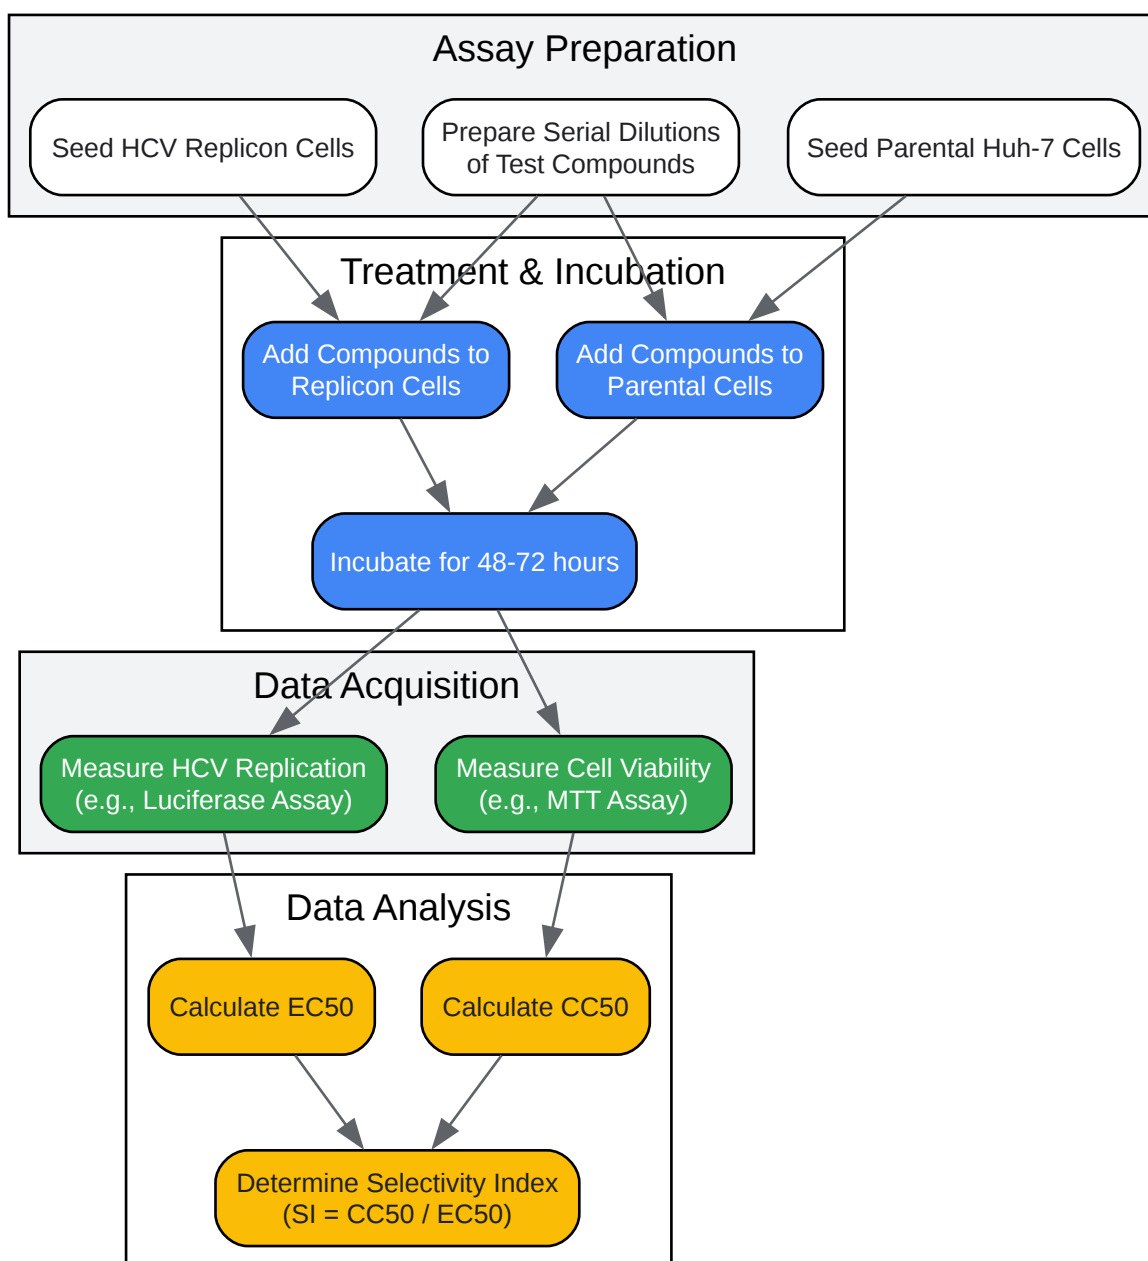 Assay Preparation
Seed HCV Replicon Cells
Prepare Serial Dilutions
of Test Compounds
Seed Parental Huh-7 Cells
Treatment & Incubation
Add Compounds to
Replicon Cells
Add Compounds to
Parental Cells
Incubate for 48-72 hours
Data Acquisition
Measure HCV Replication
(e.g., Luciferase Assay)
Measure Cell Viability
(e.g., MTT Assay)
Data Analysis
Calculate EC50
Calculate CC50
Determine Selectivity Index
(SI = CC50 / EC50)